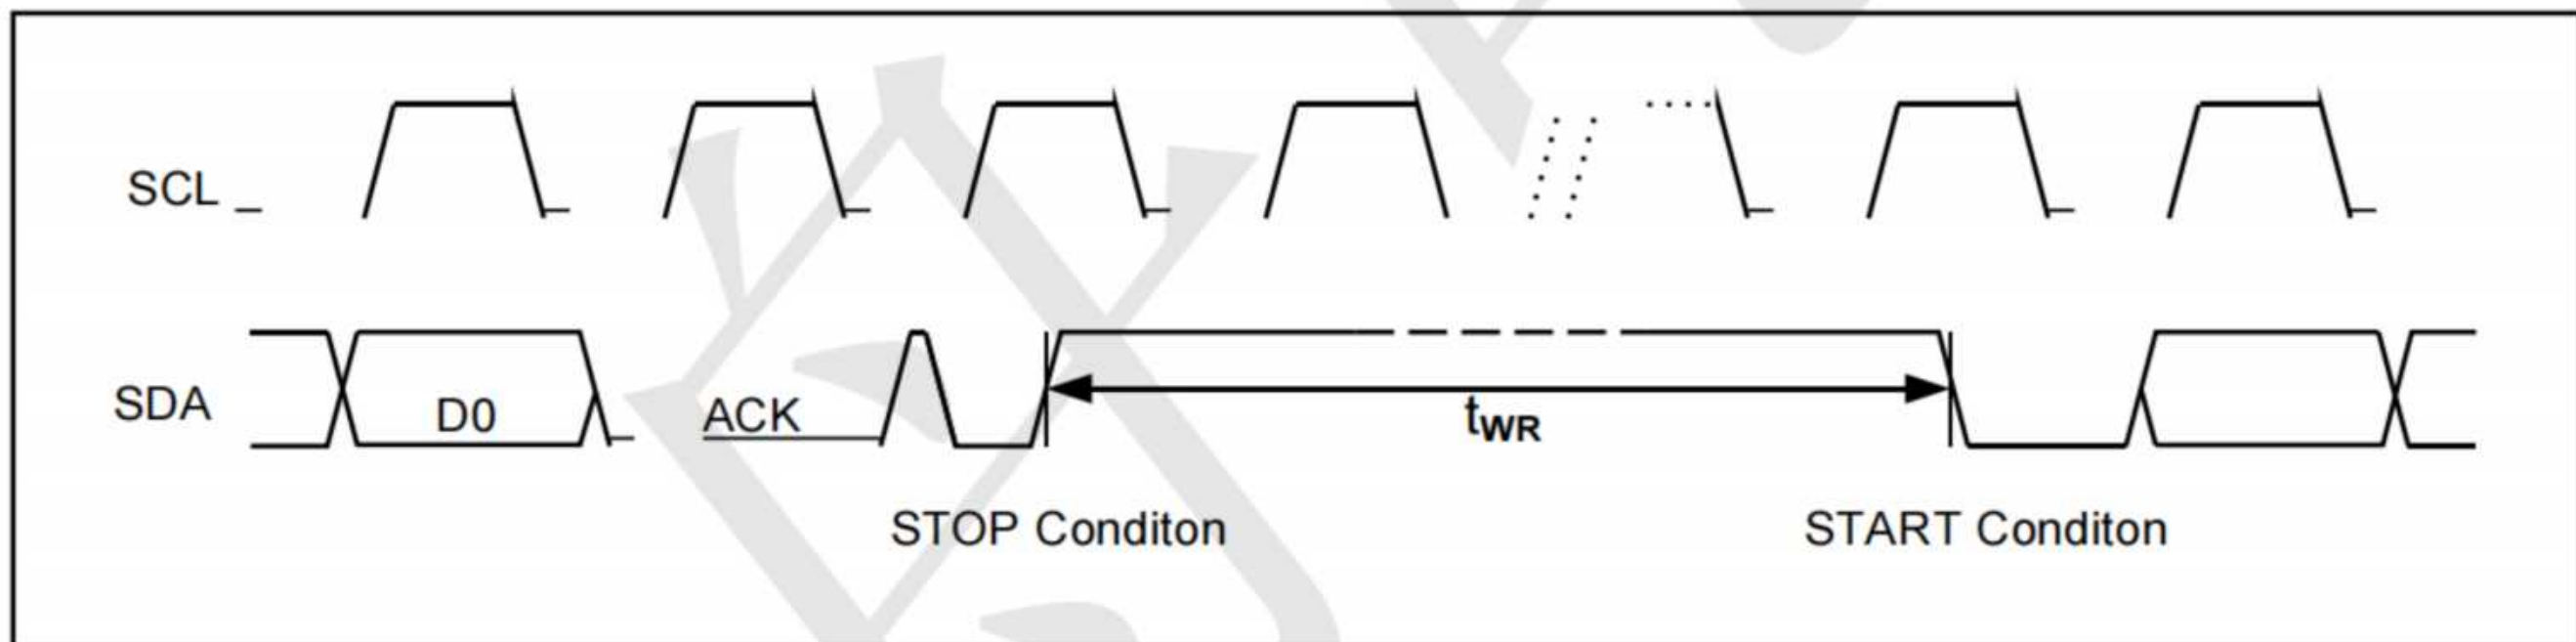 SCL
SDA
D0
ACK
tWR
STOP Conditon
START Conditon